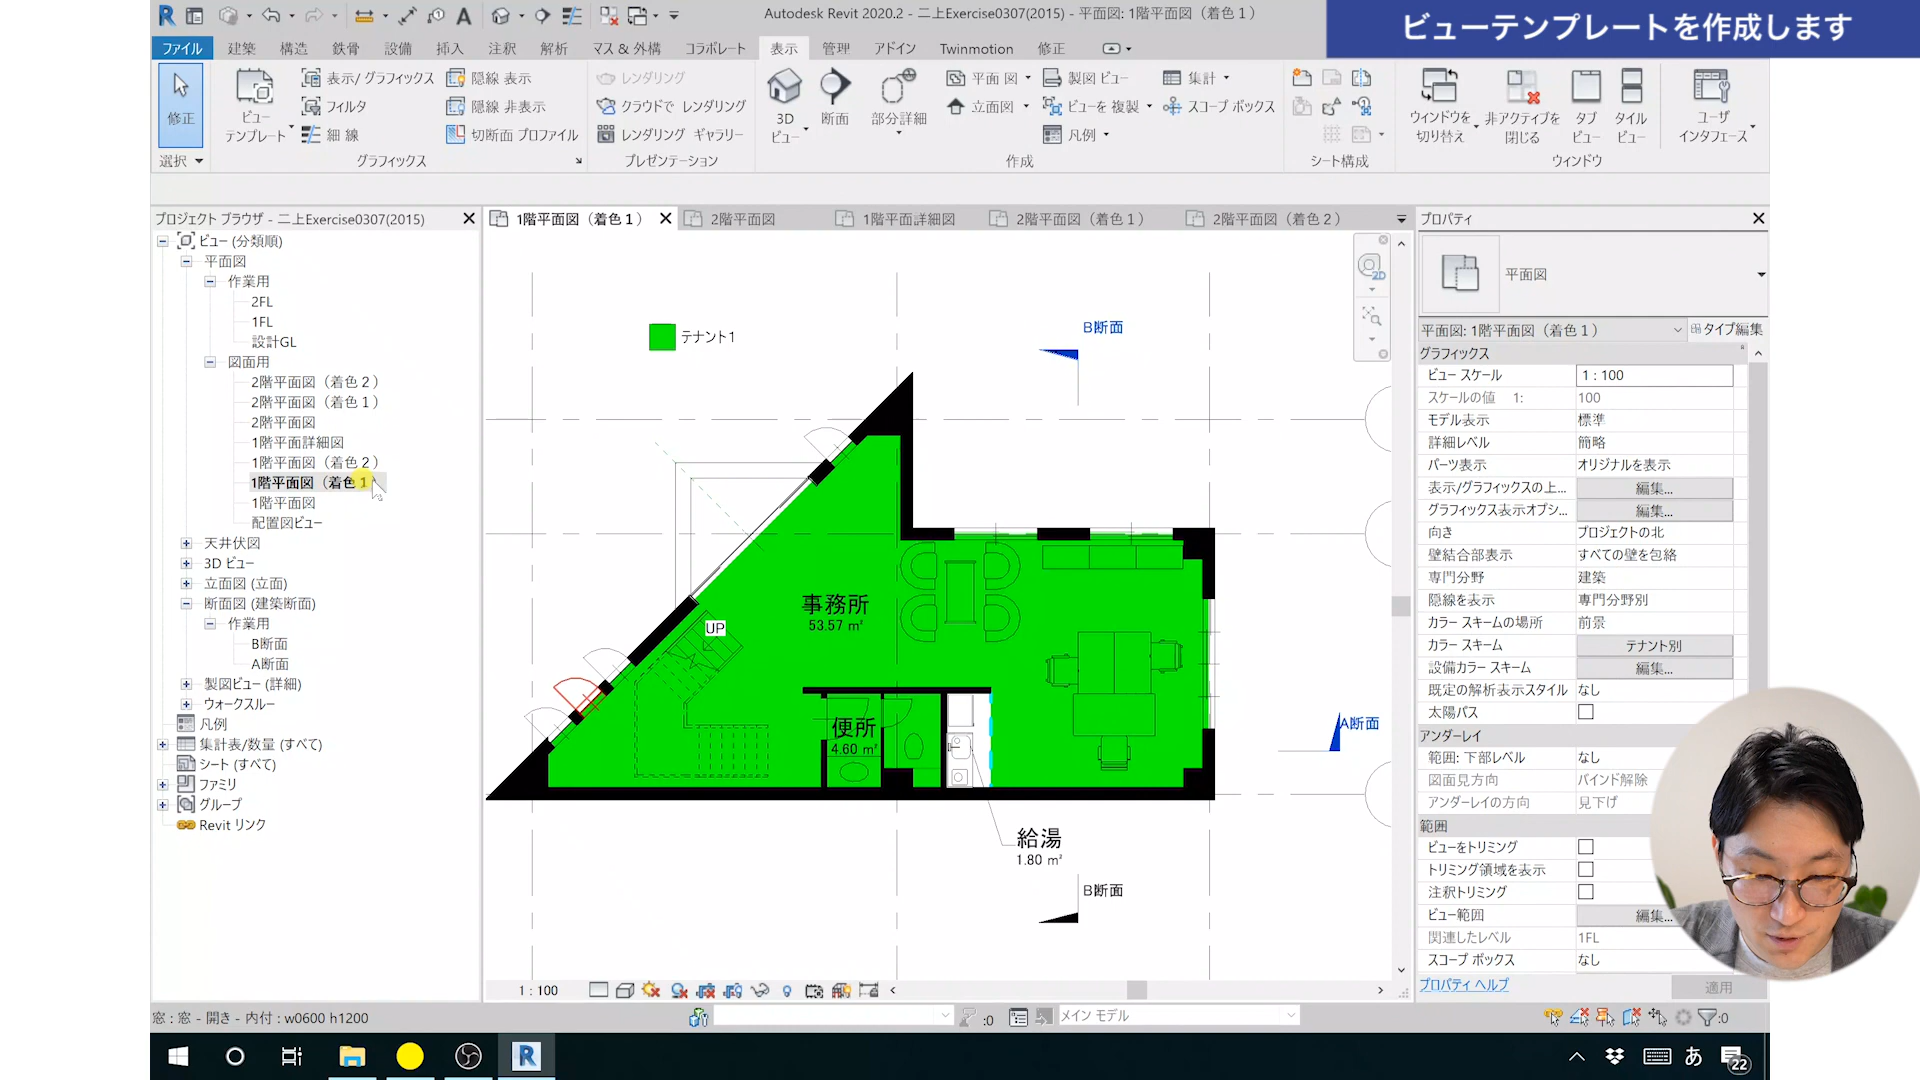 Autodesk Revit 2020.2 - 二上Exercise0307(2015) - 平面図: 1階平面図（着色１）
ビューテンプレートを作成します
ファイル 建築 構造 鉄骨 設備 挿入 注釈 解析 マス & 外構 コラボレート 表示 管理 アドイン Twinmotion 修正
修正
選択
ビュー
テンプレート
表示/ グラフィックス
フィルタ
細 線
隠線 表示
隠線 非表示
切断面 プロファイル
グラフィックス
レンダリング
クラウドで レンダリング
レンダリング ギャラリー
プレゼンテーション
3D
ビュー
断面
部分詳細
平面 図
立面図
製図 ビュー
ビューを 複製
凡例
集計
スコープ ボックス
作成
シート構成
ウィンドウを
切り替え
非アクティブを
閉じる
タブ
ビュー
タイル
ビュー
ウィンドウ
ユーザ
インタフェース
プロジェクト ブラウザ - 二上Exercise0307(2015)
ビュー (分類順)
平面図
作業用
2FL
1FL
設計GL
図面用
2階平面図（着色２）
2階平面図（着色１）
2階平面図
1階平面詳細図
1階平面図（着色２）
1階平面図（着色１
1階平面図
配置図ビュー
天井伏図
3D ビュー
立面図 (立面)
断面図 (建築断面)
作業用
B断面
A断面
製図ビュー (詳細)
ウォークスルー
凡例
集計表/数量 (すべて)
シート (すべて)
ファミリ
グループ
Revit リンク
1階平面図（着色１） 2階平面図 1階平面詳細図 2階平面図（着色１） 2階平面図（着色２）
2D
テナント1
B断面
事務所
53.57 m²
UP
便所
4.60 m²
A断面
給湯
1.80 m²
B断面
1 : 100
プロパティ
平面図
平面図: 1階平面図（着色１） タイプ編集
グラフィックス
ビュー スケール 1 : 100
スケールの値 1: 100
モデル表示 標準
詳細レベル 簡略
パーツ表示 オリジナルを表示
表示/グラフィックスの上... 編集...
グラフィックス表示オプシ... 編集...
向き プロジェクトの北
壁結合部表示 すべての壁を包絡
専門分野 建築
隠線を表示 専門分野別
カラー スキームの場所 前景
カラー スキーム テナント別
設備カラー スキーム 編集...
既定の解析表示スタイル なし
太陽パス
アンダーレイ
範囲: 下部レベル なし
図面見方向 バインド解除
アンダーレイの方向 見下げ
範囲
ビューをトリミング
トリミング領域を表示
注釈トリミング
ビュー範囲 編集...
関連したレベル 1FL
スコープ ボックス なし
プロパティ ヘルプ 適用
窓 : 窓 - 開き - 内付 : w0600 h1200
:0
メイン モデル
:0
あ
22